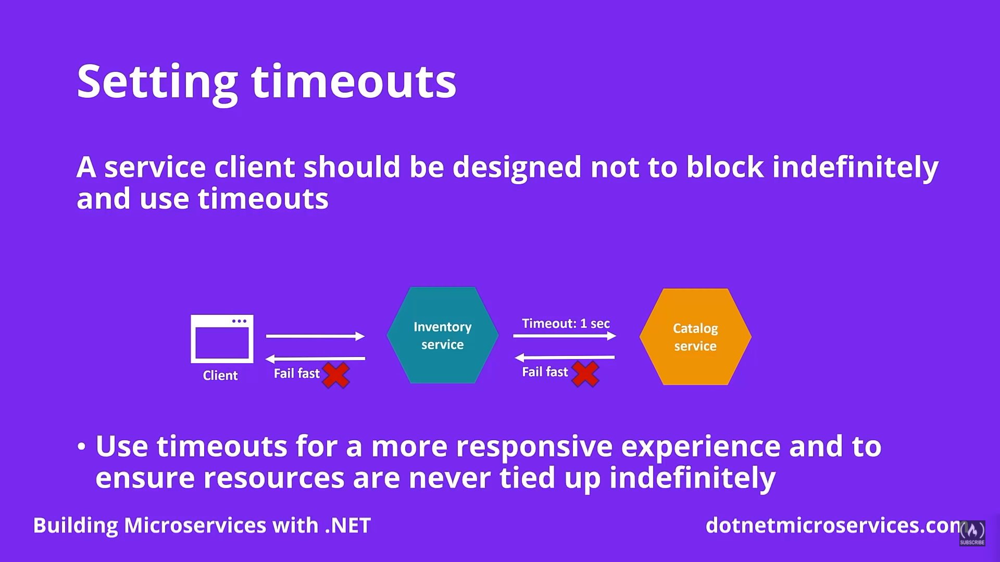 Setting timeouts
A service client should be designed not to block indefinitely
and use timeouts
Inventory
service
Timeout: 1 sec
Catalog
service
Client
Fail fast
Fail fast
• Use timeouts for a more responsive experience and to
ensure resources are never tied up indefinitely
Building Microservices with .NET
dotnetmicroservices.com
SUBSCRIBE